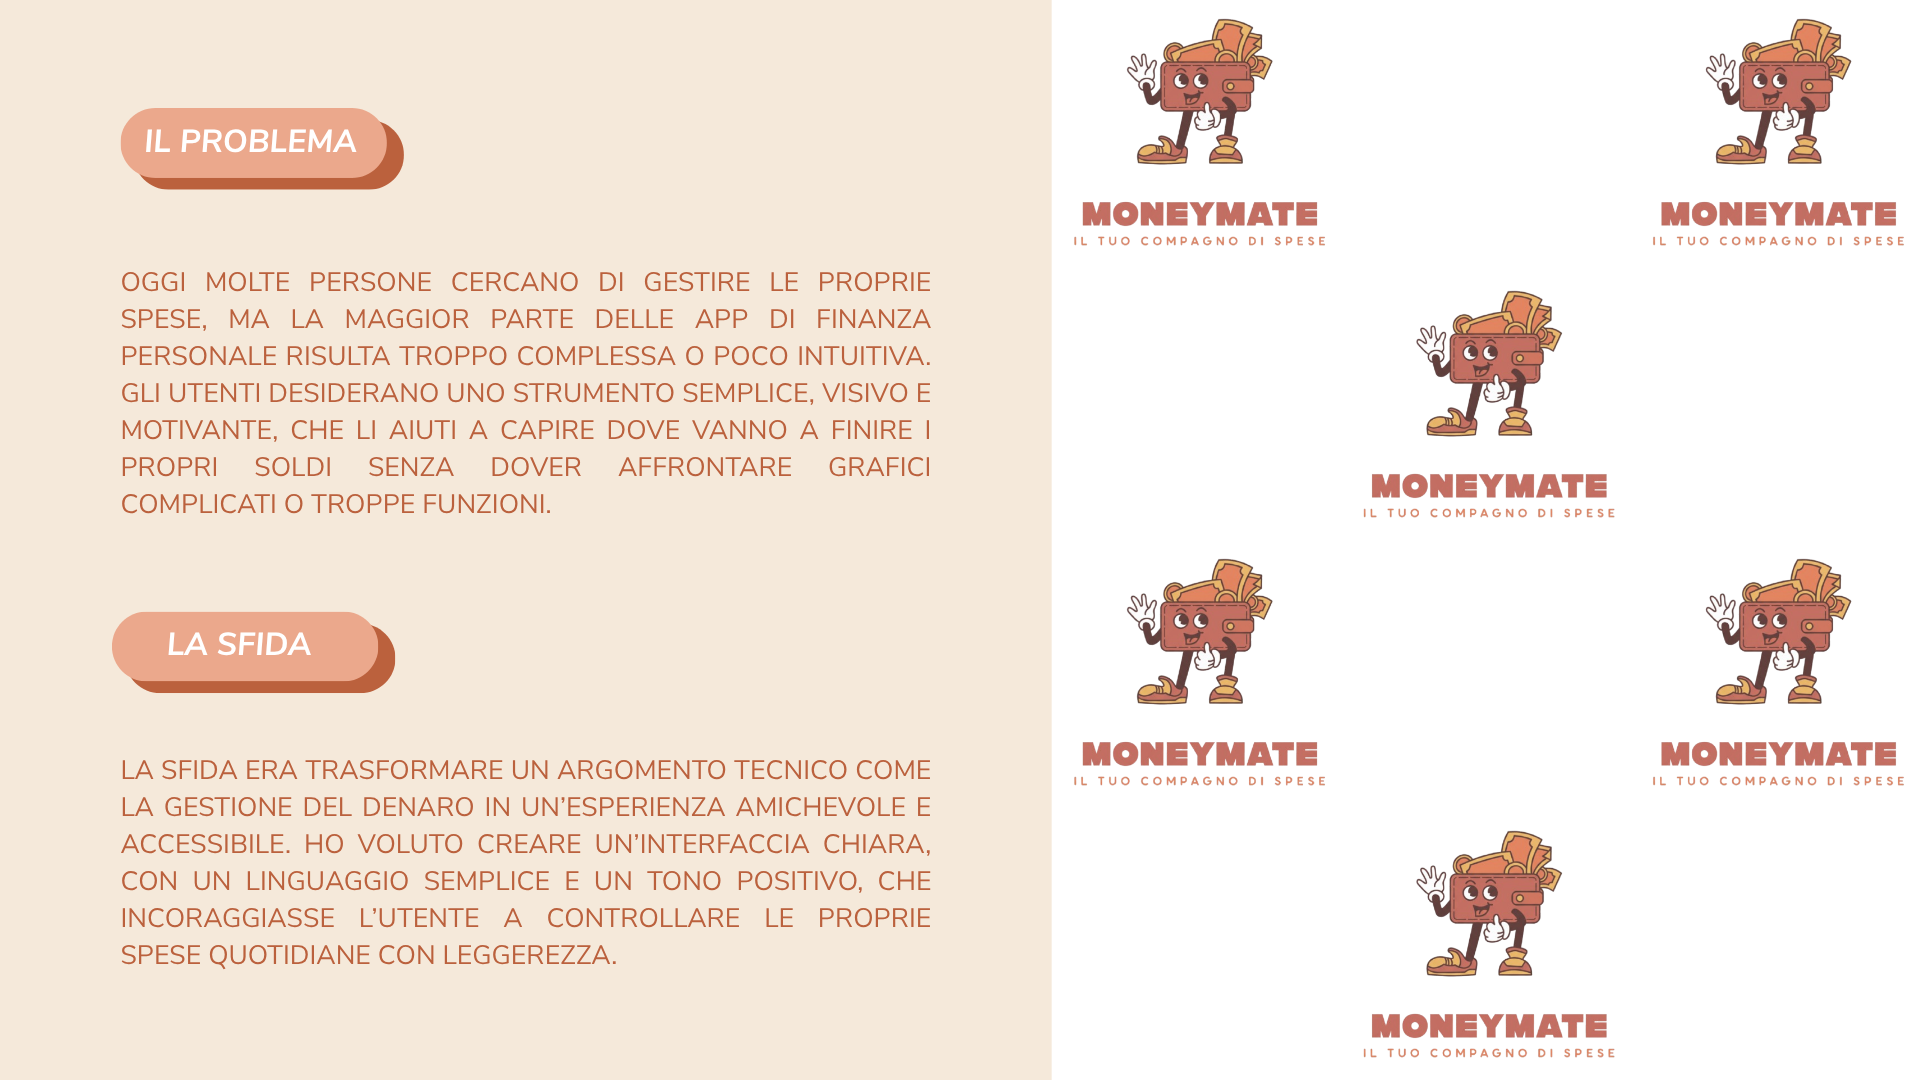 IL PROBLEMA
OGGI MOLTE PERSONE CERCANO DI GESTIRE LE PROPRIE
SPESE, MA LA MAGGIOR PARTE DELLE APP DI FINANZA
PERSONALE RISULTA TROPPO COMPLESSA O POCO INTUITIVA.
GLI UTENTI DESIDERANO UNO STRUMENTO SEMPLICE, VISIVO E
MOTIVANTE, CHE LI AIUTI A CAPIRE DOVE VANNO A FINIRE I
PROPRI SOLDI SENZA DOVER AFFRONTARE GRAFICI
COMPLICATI O TROPPE FUNZIONI.
LA SFIDA
LA SFIDA ERA TRASFORMARE UN ARGOMENTO TECNICO COME
LA GESTIONE DEL DENARO IN UN’ESPERIENZA AMICHEVOLE E
ACCESSIBILE. HO VOLUTO CREARE UN’INTERFACCIA CHIARA,
CON UN LINGUAGGIO SEMPLICE E UN TONO POSITIVO, CHE
INCORAGGIASSE L’UTENTE A CONTROLLARE LE PROPRIE
SPESE QUOTIDIANE CON LEGGEREZZA.
MONEYMATE
IL TUO COMPAGNO DI SPESE
MONEYMATE
IL TUO COMPAGNO DI SPESE
MONEYMATE
IL TUO COMPAGNO DI SPESE
MONEYMATE
IL TUO COMPAGNO DI SPESE
MONEYMATE
IL TUO COMPAGNO DI SPESE
MONEYMATE
IL TUO COMPAGNO DI SPESE